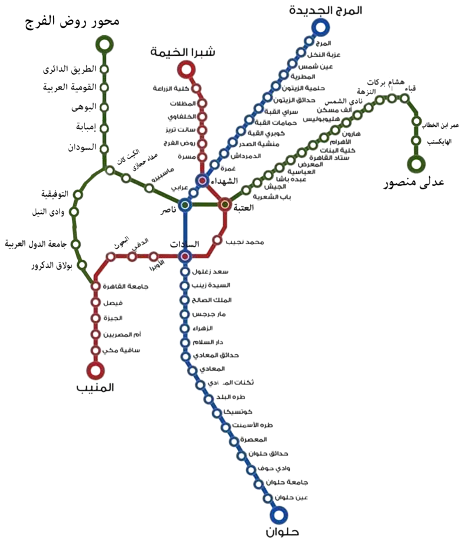 المرج الجديدة
محور روض الفرج
شبرا الخيمة
المرج
عزبة النخل
عين شمس
المطرية
حلمية الزيتون
حدائق الزيتون
سراي القبة
حمامات القبة
كوبري القبة
منشية الصدر
الدمرداش
غمرة
الشهداء
عرابي
ناصر
الطريق الدائرى
القومية العربية
البوهى
إمبابة
السودان
الكيت كات
صفاء حجازى
ماسبيرو
كلية الزراعة
المظلات
الخلفاوي
سانت تريز
روض الفرج
مسرة
العتبة
محمد نجيب
السادات
هشام بركات
قباء
النزهة
نادى الشمس
ألف مسكن
هليوبوليس
هارون
الأهرام
كلية البنات
ستاد القاهرة
المعرض
العباسية
عبده باشا
الجيش
باب الشعرية
عمر ابن الخطاب
الهايكستب
عدلى منصور
التوفيقية
وادى النيل
جامعة الدول العربية
بولاق الدكرور
البحوث
الدقي
الأوبرا
جامعة القاهرة
فيصل
الجيزة
أم المصريين
ساقية مكي
المنيب
سعد زغلول
السيدة زينب
الملك الصالح
مار جرجس
الزهراء
دار السلام
حدائق المعادي
المعادي
ثكنات المعادي
طره البلد
كوتسيكا
طره الأسمنت
المعصرة
حدائق حلوان
وادي حوف
جامعة حلوان
عين حلوان
حلوان